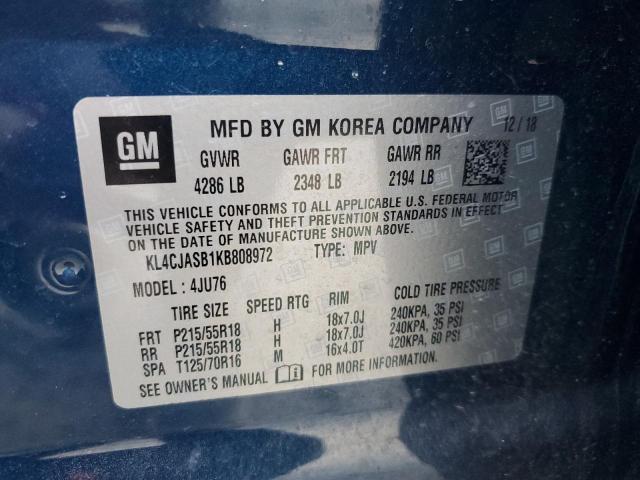 GM
MFD BY GM KOREA COMPANY 12/18
GVWR GAWR FRT GAWR RR
4286 LB 2348 LB 2194 LB
THIS VEHICLE CONFORMS TO ALL APPLICABLE U.S. FEDERAL MOTOR
VEHICLE SAFETY AND THEFT PREVENTION STANDARDS IN EFFECT
ON THE DATE OF MANUFACTURE SHOWN ABOVE.
KL4CJASB1KB808972 TYPE: MPV
MODEL : 4JU76
TIRE SIZE SPEED RTG RIM COLD TIRE PRESSURE
FRT P215/55R18 H 18x7.0J 240KPA, 35 PSI
RR P215/55R18 H 18x7.0J 240KPA, 35 PSI
SPA T125/70R16 M 16x4.0T 420KPA, 60 PSI
SEE OWNER'S MANUAL FOR MORE INFORMATION.